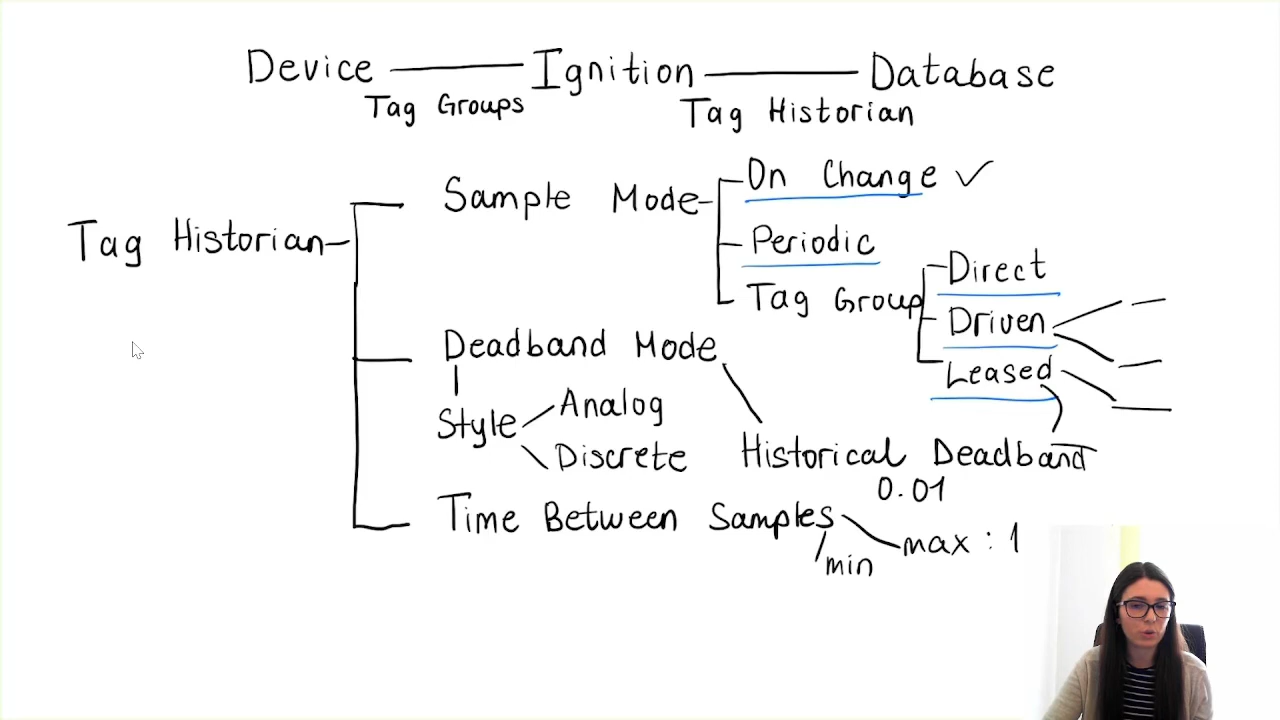 Device Ignition Database
Tag Groups Tag Historian
On Change ✓
Sample Mode
Tag Historian
Periodic
Direct
Tag Group
Driven
Deadband Mode
Leased
Analog
Style
Historical Deadband
Discrete
0.01
Time Between Samples
max : 1
min